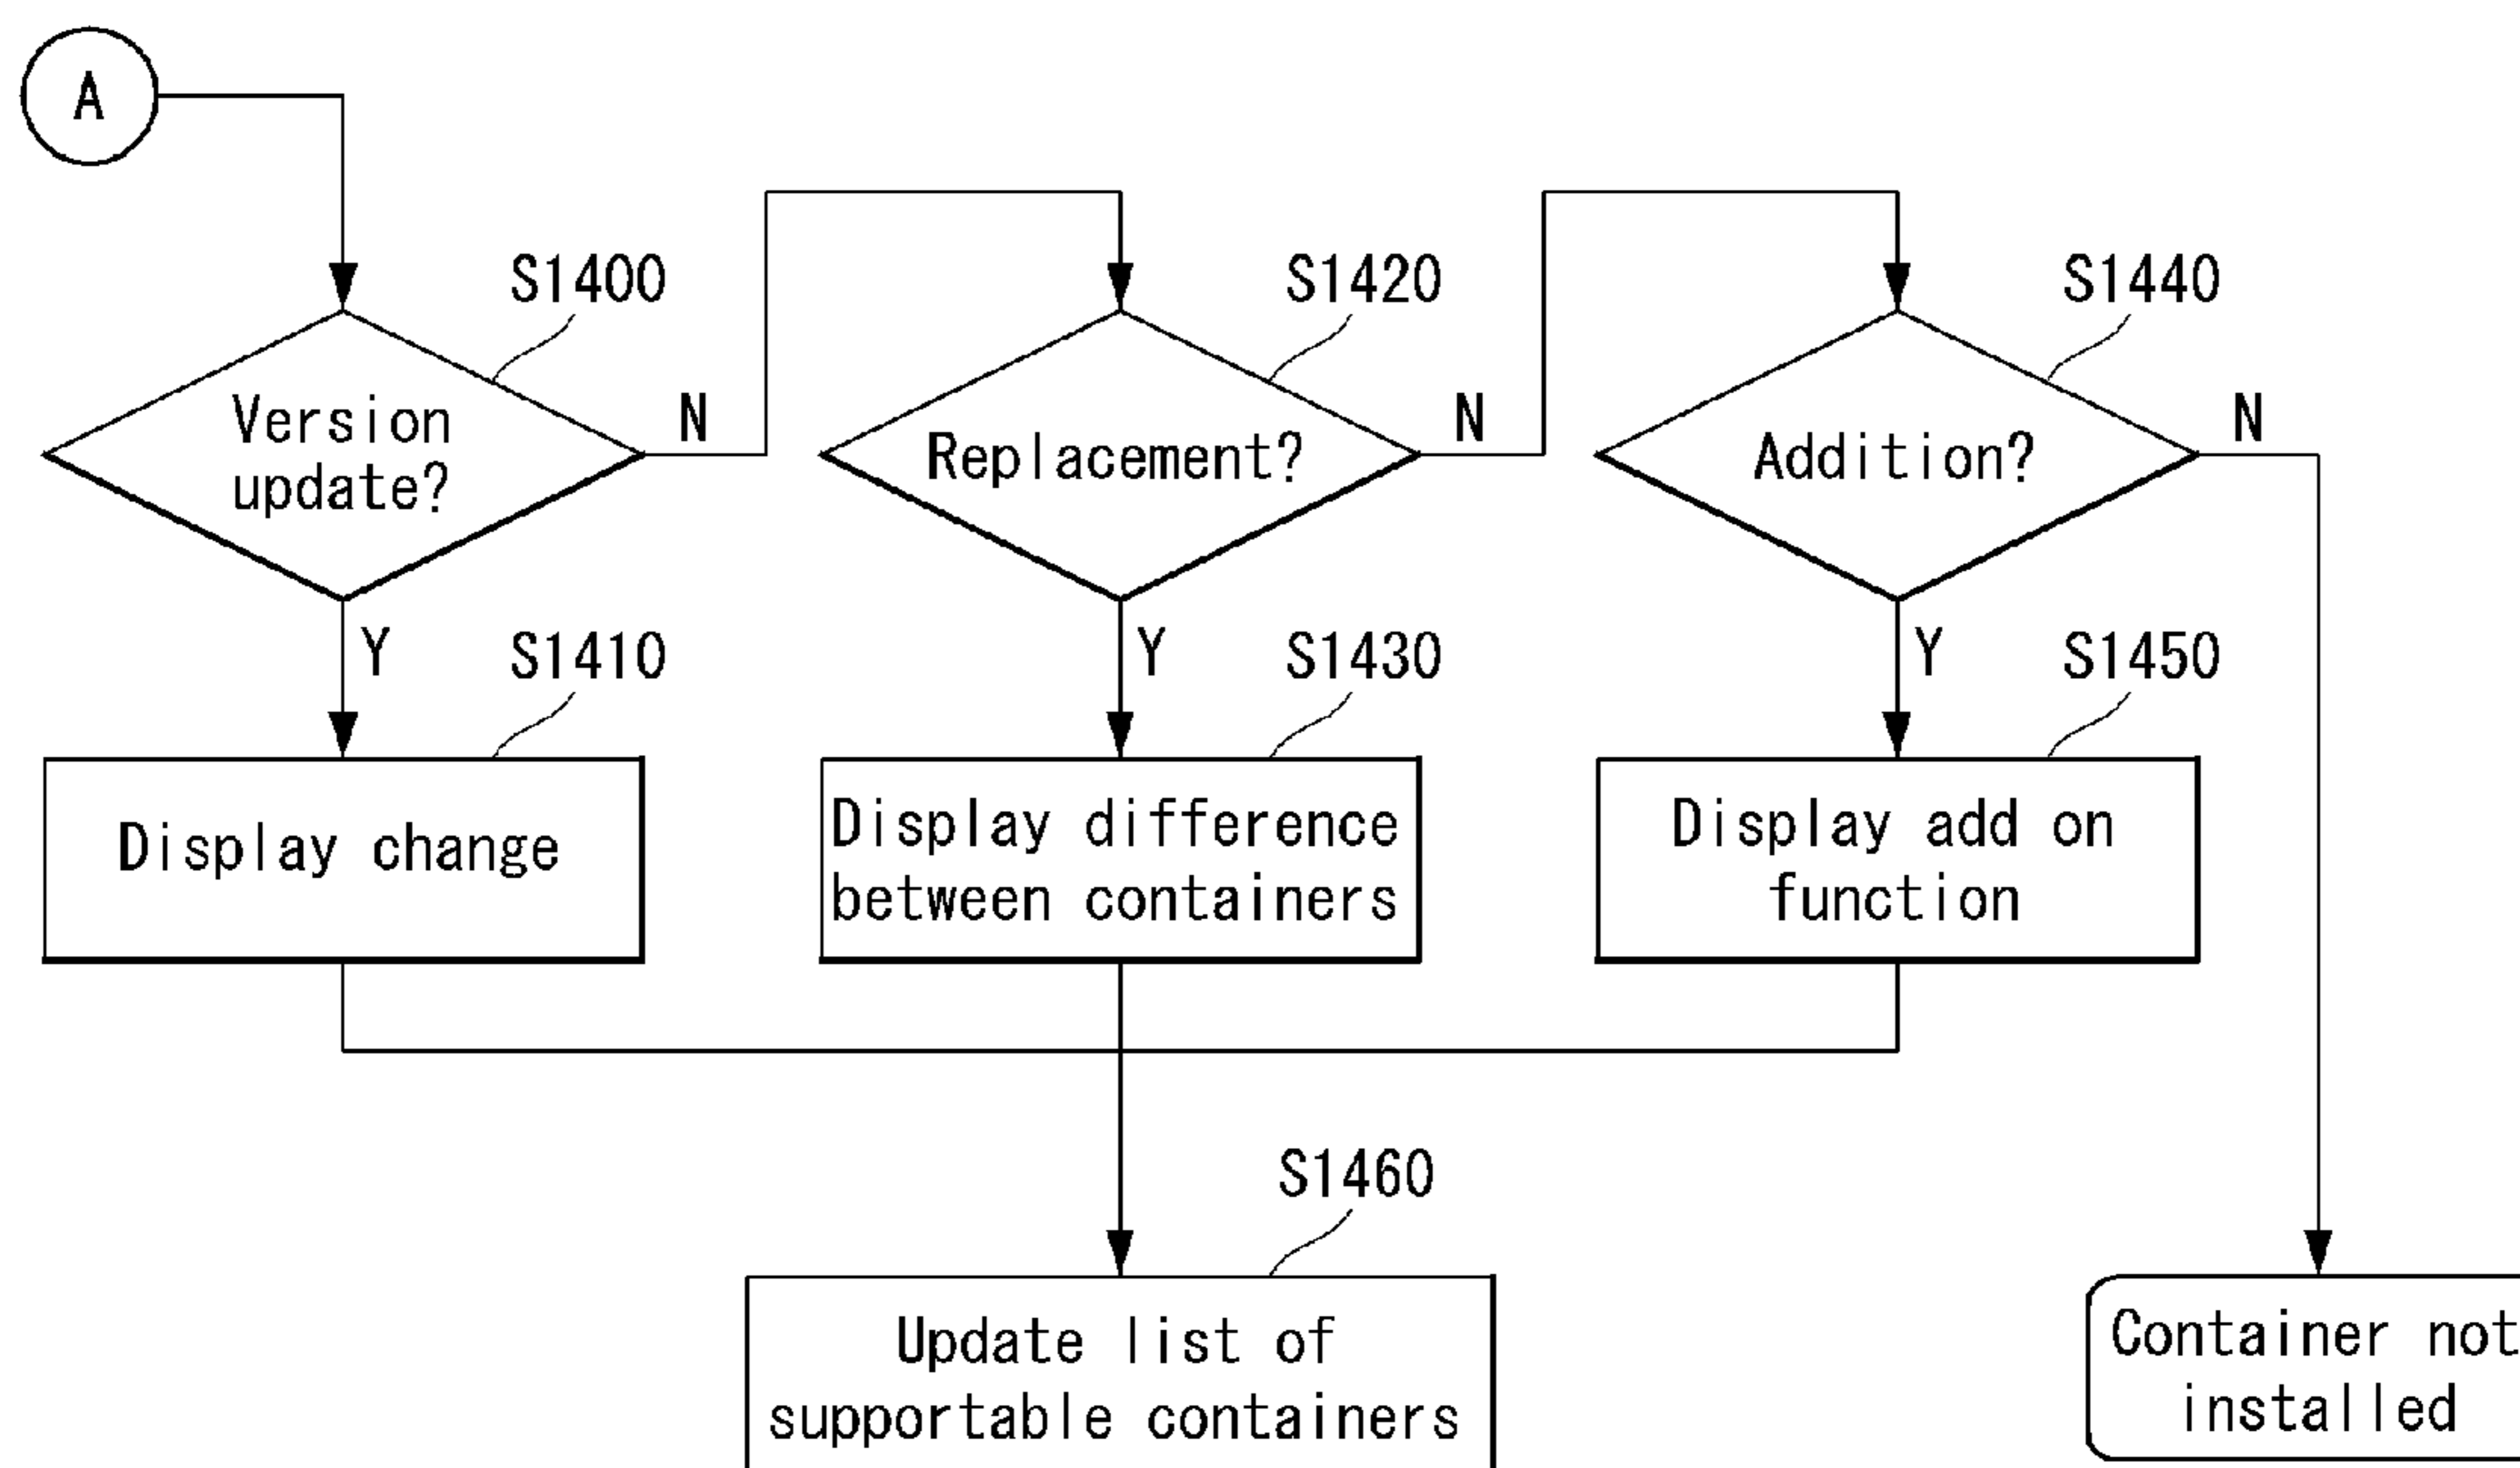 A
S1400
S1420
S1440
Version
update?
N
Replacement?
N
Addition?
N
Y
S1410
Y
S1430
Y
S1450
Display change
Display difference
between containers
Display add on
function
S1460
Update list of
supportable containers
Container not
installed